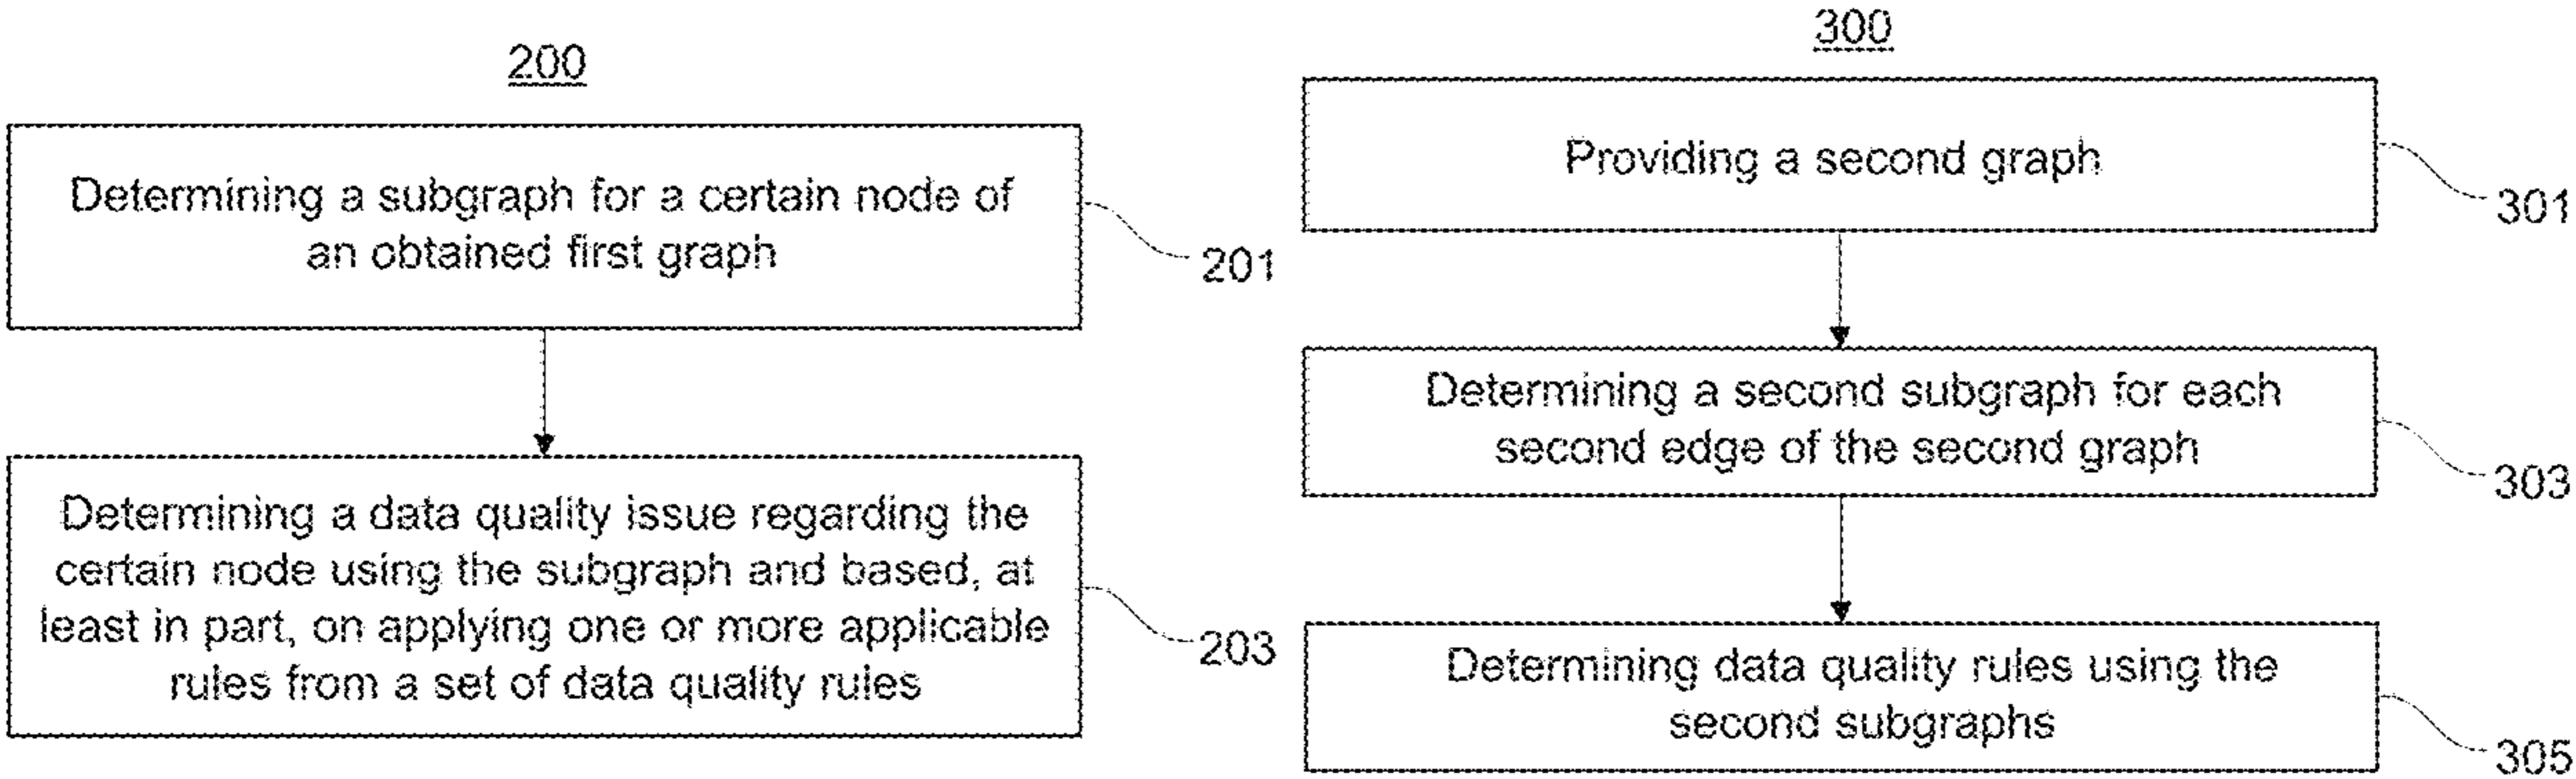 200
Determining a subgraph for a certain node of
an obtained first graph
201
Determining a data quality issue regarding the
certain node using the subgraph and based, at
least in part, on applying one or more applicable
rules from a set of data quality rules
203
300
Providing a second graph
301
Determining a second subgraph for each
second edge of the second graph
303
Determining data quality rules using the
second subgraphs
305